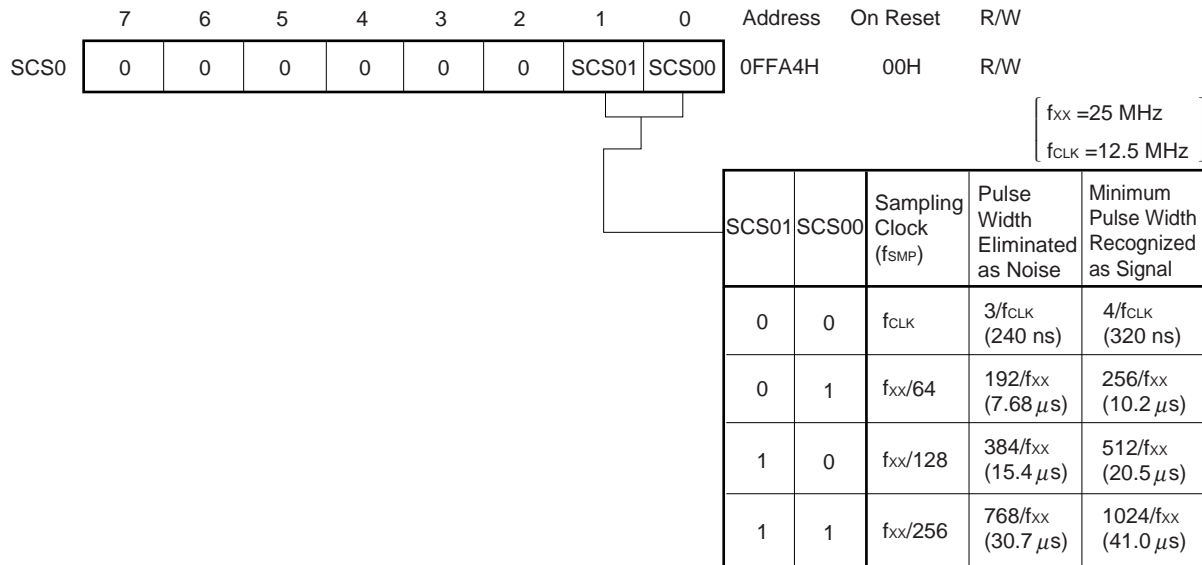 7 6 5 4 3 2 1 0 Address On Reset R/W
SCS0 0 0 0 0 0 0 SCS01 SCS00 0FFA4H 00H R/W
fxx =25 MHz
fCLK =12.5 MHz
SCS01 SCS00 Sampling Clock (fSMP) Pulse Width Eliminated as Noise Minimum Pulse Width Recognized as Signal
0 0 fCLK 3/fCLK (240 ns) 4/fCLK (320 ns)
0 1 fxx/64 192/fxx (7.68 μs) 256/fxx (10.2 μs)
1 0 fxx/128 384/fxx (15.4 μs) 512/fxx (20.5 μs)
1 1 fxx/256 768/fxx (30.7 μs) 1024/fxx (41.0 μs)